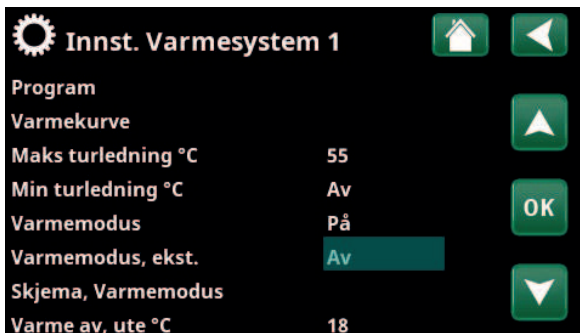 Innst. Varmesystem 1
Program
Varmekurve
Maks turledning °C 55
Min turledning °C Av
Varmemodus På
OK
Varmemodus, ekst. Av
Skjema, Varmemodus
Varme av, ute °C 18